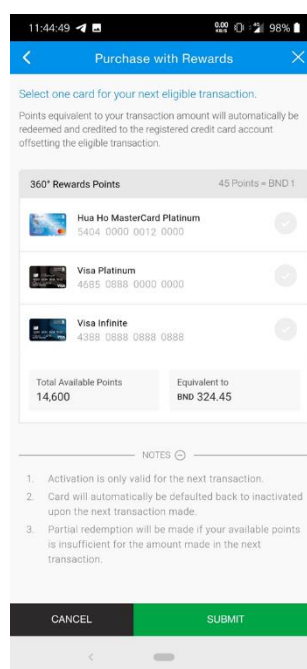 11:44:49
0.00 KB/S 4G 98%
Purchase with Rewards
Select one card for your next eligible transaction.
Points equivalent to your transaction amount will automatically be
redeemed and credited to the registered credit card account
offsetting the eligible transaction.
360° Rewards Points 45 Points = BND 1
Hua Ho MasterCard Platinum
5404 0000 0012 0000
Visa Platinum
4685 0888 0000 0000
Visa Infinite
4388 0888 0888 0888
Total Available Points
14,600
Equivalent to
BND 324.45
NOTES
1. Activation is only valid for the next transaction.
2. Card will automatically be defaulted back to inactivated
upon the next transaction made.
3. Partial redemption will be made if your available points
is insufficient for the amount made in the next
transaction.
CANCEL SUBMIT